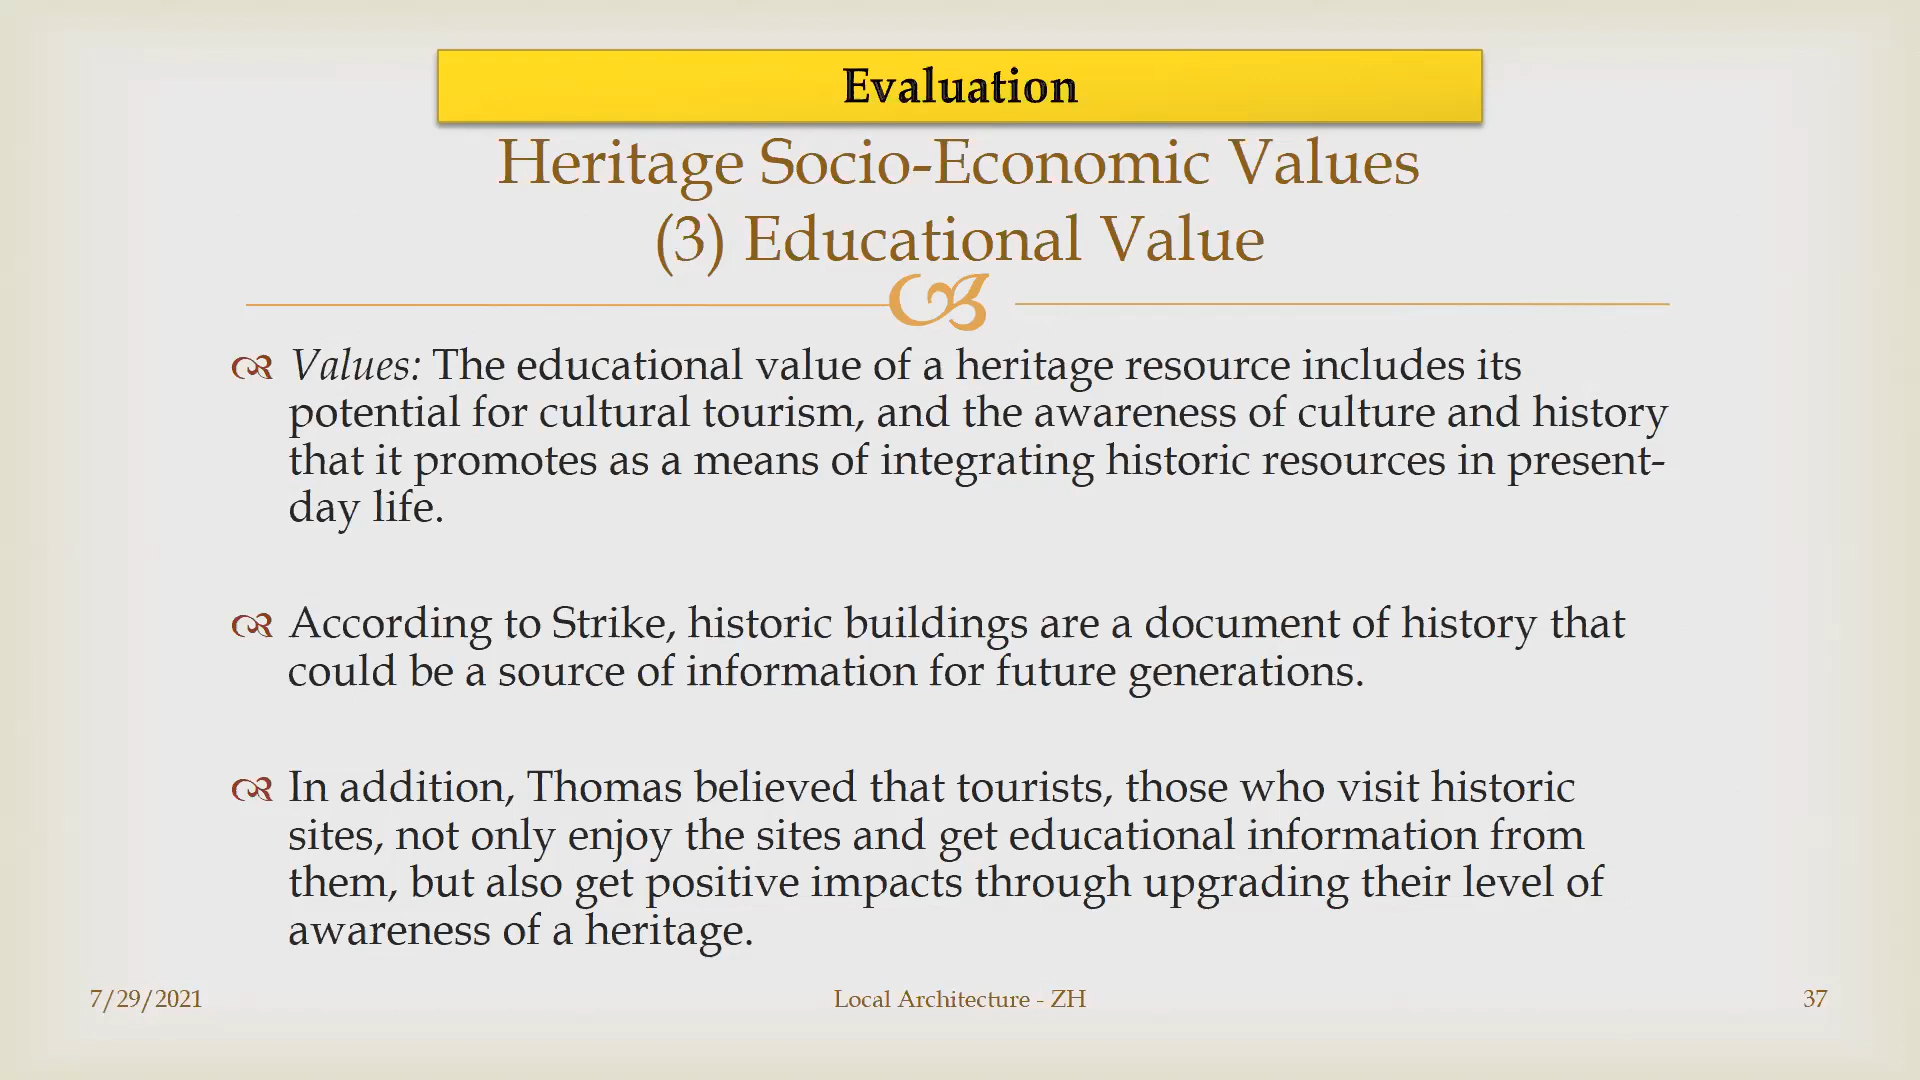 Evaluation
Heritage Socio-Economic Values
(3) Educational Value
Values: The educational value of a heritage resource includes its
potential for cultural tourism, and the awareness of culture and history
that it promotes as a means of integrating historic resources in present-
day life.
According to Strike, historic buildings are a document of history that
could be a source of information for future generations.
In addition, Thomas believed that tourists, those who visit historic
sites, not only enjoy the sites and get educational information from
them, but also get positive impacts through upgrading their level of
awareness of a heritage.
7/29/2021
Local Architecture - ZH
37